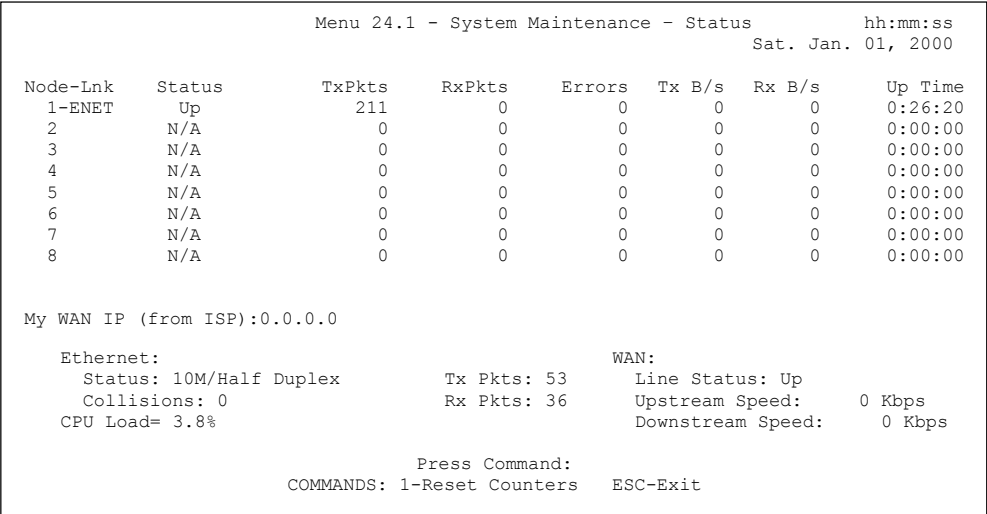 Menu 24.1 - System Maintenance – Status hh:mm:ss
Sat. Jan. 01, 2000
Node-Lnk Status TxPkts RxPkts Errors Tx B/s Rx B/s Up Time
1-ENET Up 211 0 0 0 0 0:26:20
2 N/A 0 0 0 0 0 0:00:00
3 N/A 0 0 0 0 0 0:00:00
4 N/A 0 0 0 0 0 0:00:00
5 N/A 0 0 0 0 0 0:00:00
6 N/A 0 0 0 0 0 0:00:00
7 N/A 0 0 0 0 0 0:00:00
8 N/A 0 0 0 0 0 0:00:00
My WAN IP (from ISP):0.0.0.0
Ethernet: WAN:
Status: 10M/Half Duplex Tx Pkts: 53 Line Status: Up
Collisions: 0 Rx Pkts: 36 Upstream Speed: 0 Kbps
CPU Load= 3.8% Downstream Speed: 0 Kbps
Press Command:
COMMANDS: 1-Reset Counters ESC-Exit